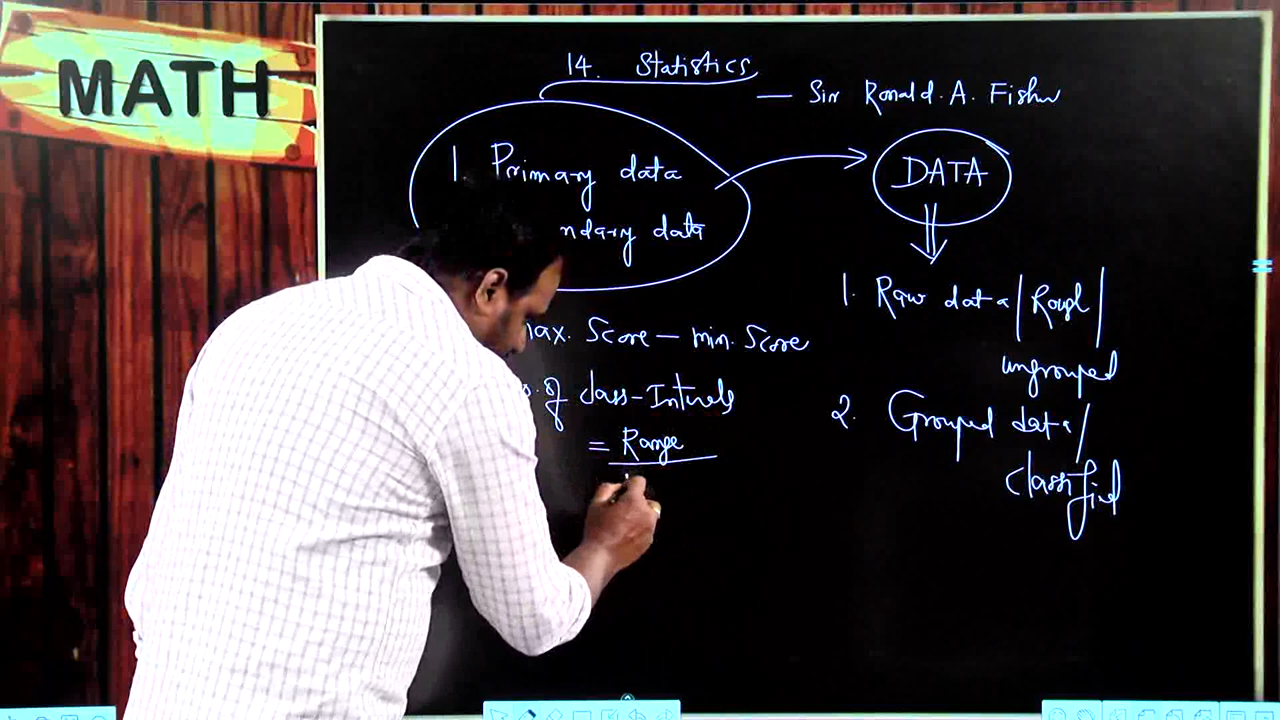 MATH
14. Statistics
— Sir Ronald. A. Fisher
1. Primary data
ndary data
DATA
1. Raw data / Rough /
ungrouped
2. Grouped data /
classified
max. Score — min. Score
o. of class-Intervals
= Range